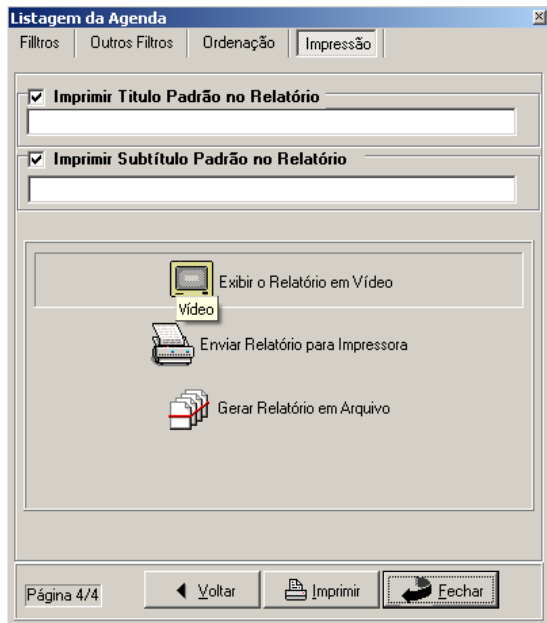 Listagem da Agenda
Filltros Outros Filtros Ordenação Impressão
Imprimir Titulo Padrão no Relatório
Imprimir Subtítulo Padrão no Relatório
Exibir o Relatório em Vídeo
Vídeo
Enviar Relatório para Impressora
Gerar Relatório em Arquivo
Página 4/4 Voltar Imprimir Fechar